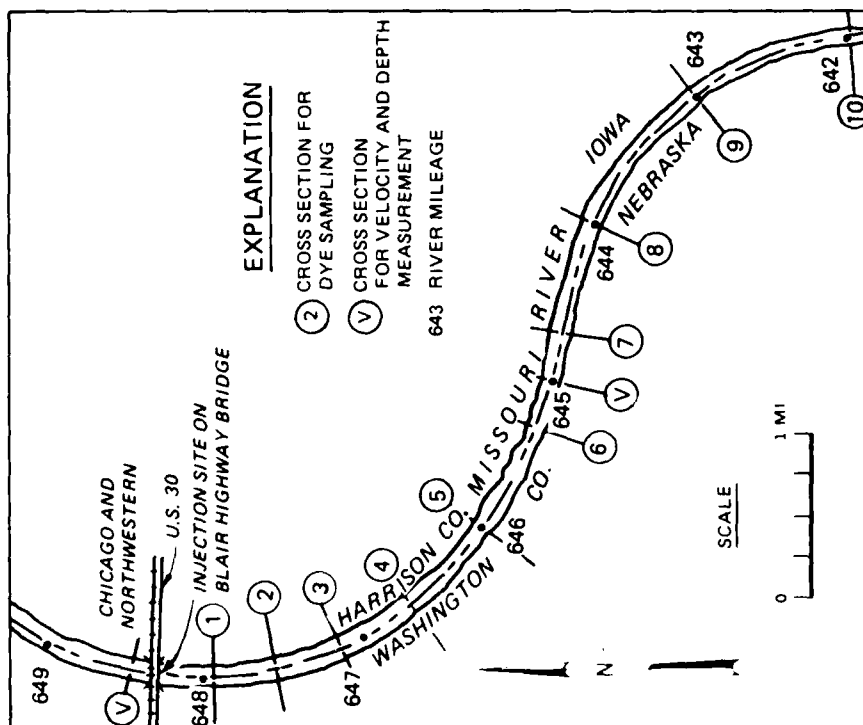 649
CHICAGO AND
NORTHWESTERN
U.S. 30
INJECTION SITE ON
BLAIR HIGHWAY BRIDGE
V
648
1
2
3
647
HARRISON CO.
4
WASHINGTON CO.
5
646
MISSOURI RIVER
6
645
V
7
644
8
IOWA
NEBRASKA
643
9
642
10
EXPLANATION
2 CROSS SECTION FOR
DYE SAMPLING
V CROSS SECTION
FOR VELOCITY AND DEPTH
MEASUREMENT
643 RIVER MILEAGE
SCALE
0 1 MI
N